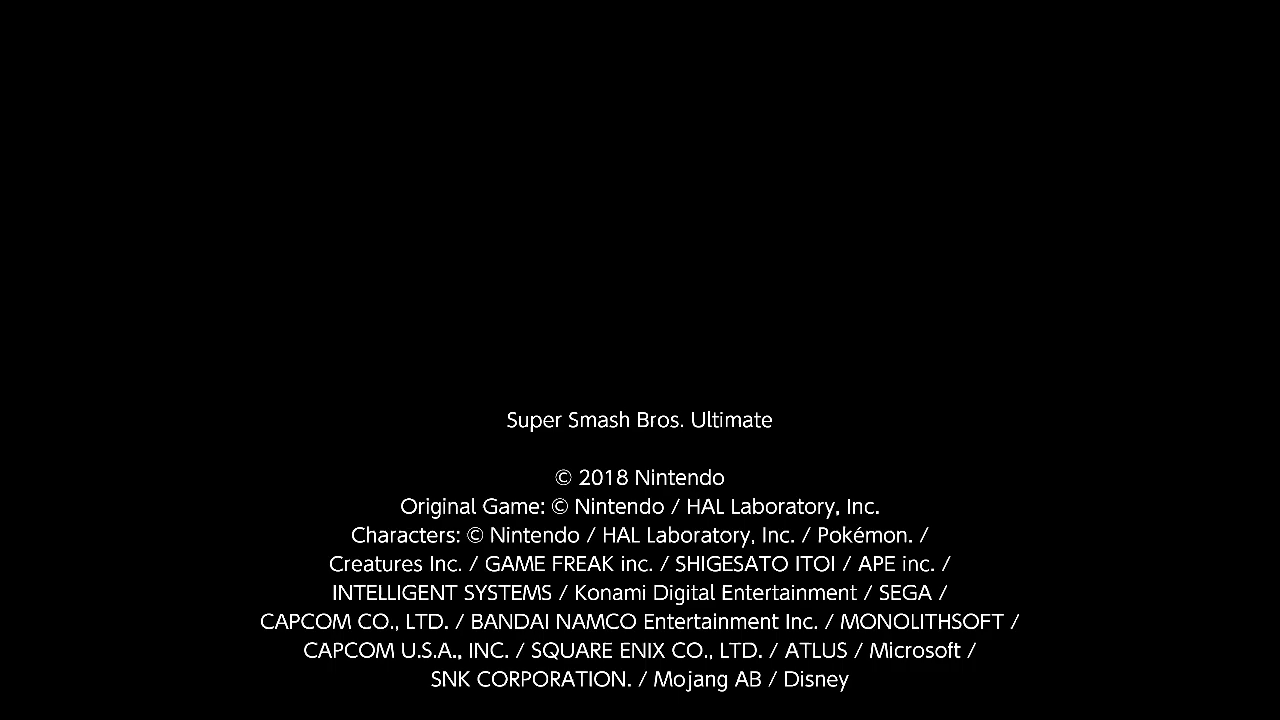 Super Smash Bros. Ultimate
© 2018 Nintendo
Original Game: © Nintendo / HAL Laboratory, Inc.
Characters: © Nintendo / HAL Laboratory, Inc. / Pokémon. /
Creatures Inc. / GAME FREAK inc. / SHIGESATO ITOI / APE inc. /
INTELLIGENT SYSTEMS / Konami Digital Entertainment / SEGA /
CAPCOM CO., LTD. / BANDAI NAMCO Entertainment Inc. / MONOLITHSOFT /
CAPCOM U.S.A., INC. / SQUARE ENIX CO., LTD. / ATLUS / Microsoft /
SNK CORPORATION. / Mojang AB / Disney